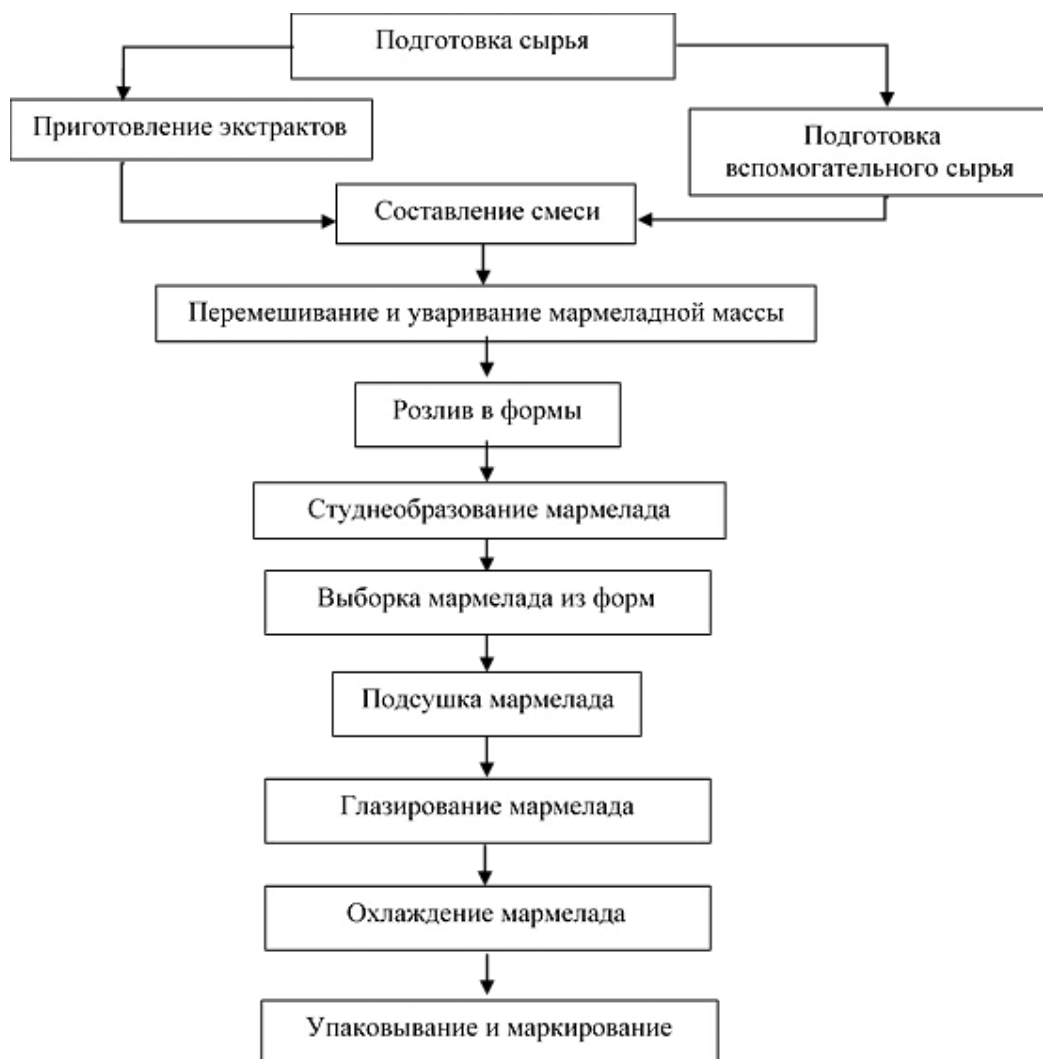 Подготовка сырья
Приготовление экстрактов
Подготовка
вспомогательного сырья
Составление смеси
Перемешивание и уваривание мармеладной массы
Розлив в формы
Студнеобразование мармелада
Выборка мармелада из форм
Подсушка мармелада
Глазирование мармелада
Охлаждение мармелада
Упаковывание и маркирование